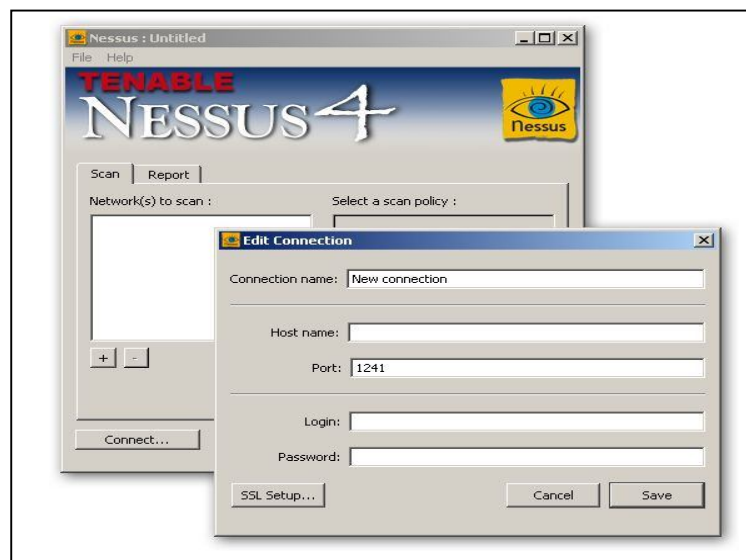 Nessus : Untitled
File Help
TENABLE
NESSUS 4
nessus
Scan Report
Network(s) to scan :
Select a scan policy :
+ -
Connect...
Edit Connection
Connection name: New connection
Host name:
Port: 1241
Login:
Password:
SSL Setup... Cancel Save